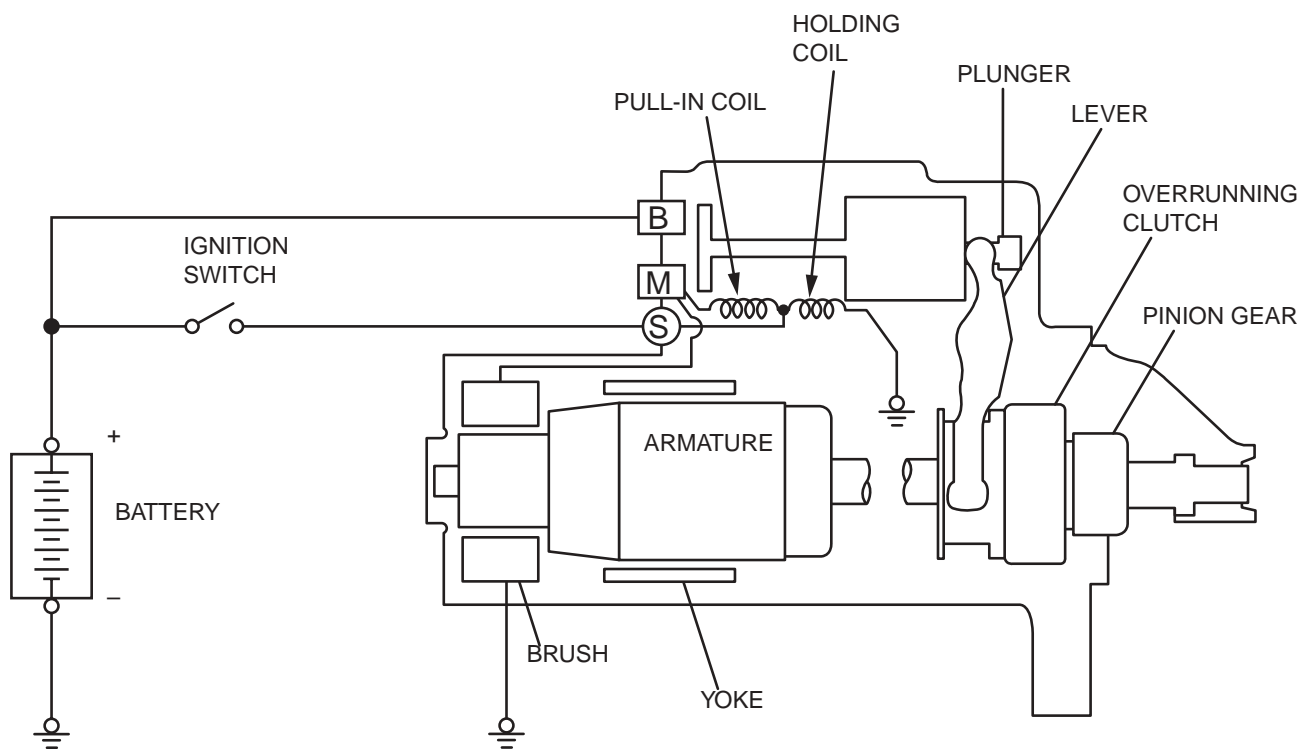 HOLDING
COIL
PLUNGER
PULL-IN COIL
LEVER
OVERRUNNING
CLUTCH
B
IGNITION
SWITCH
M
PINION GEAR
S
+
ARMATURE
BATTERY
–
BRUSH
YOKE